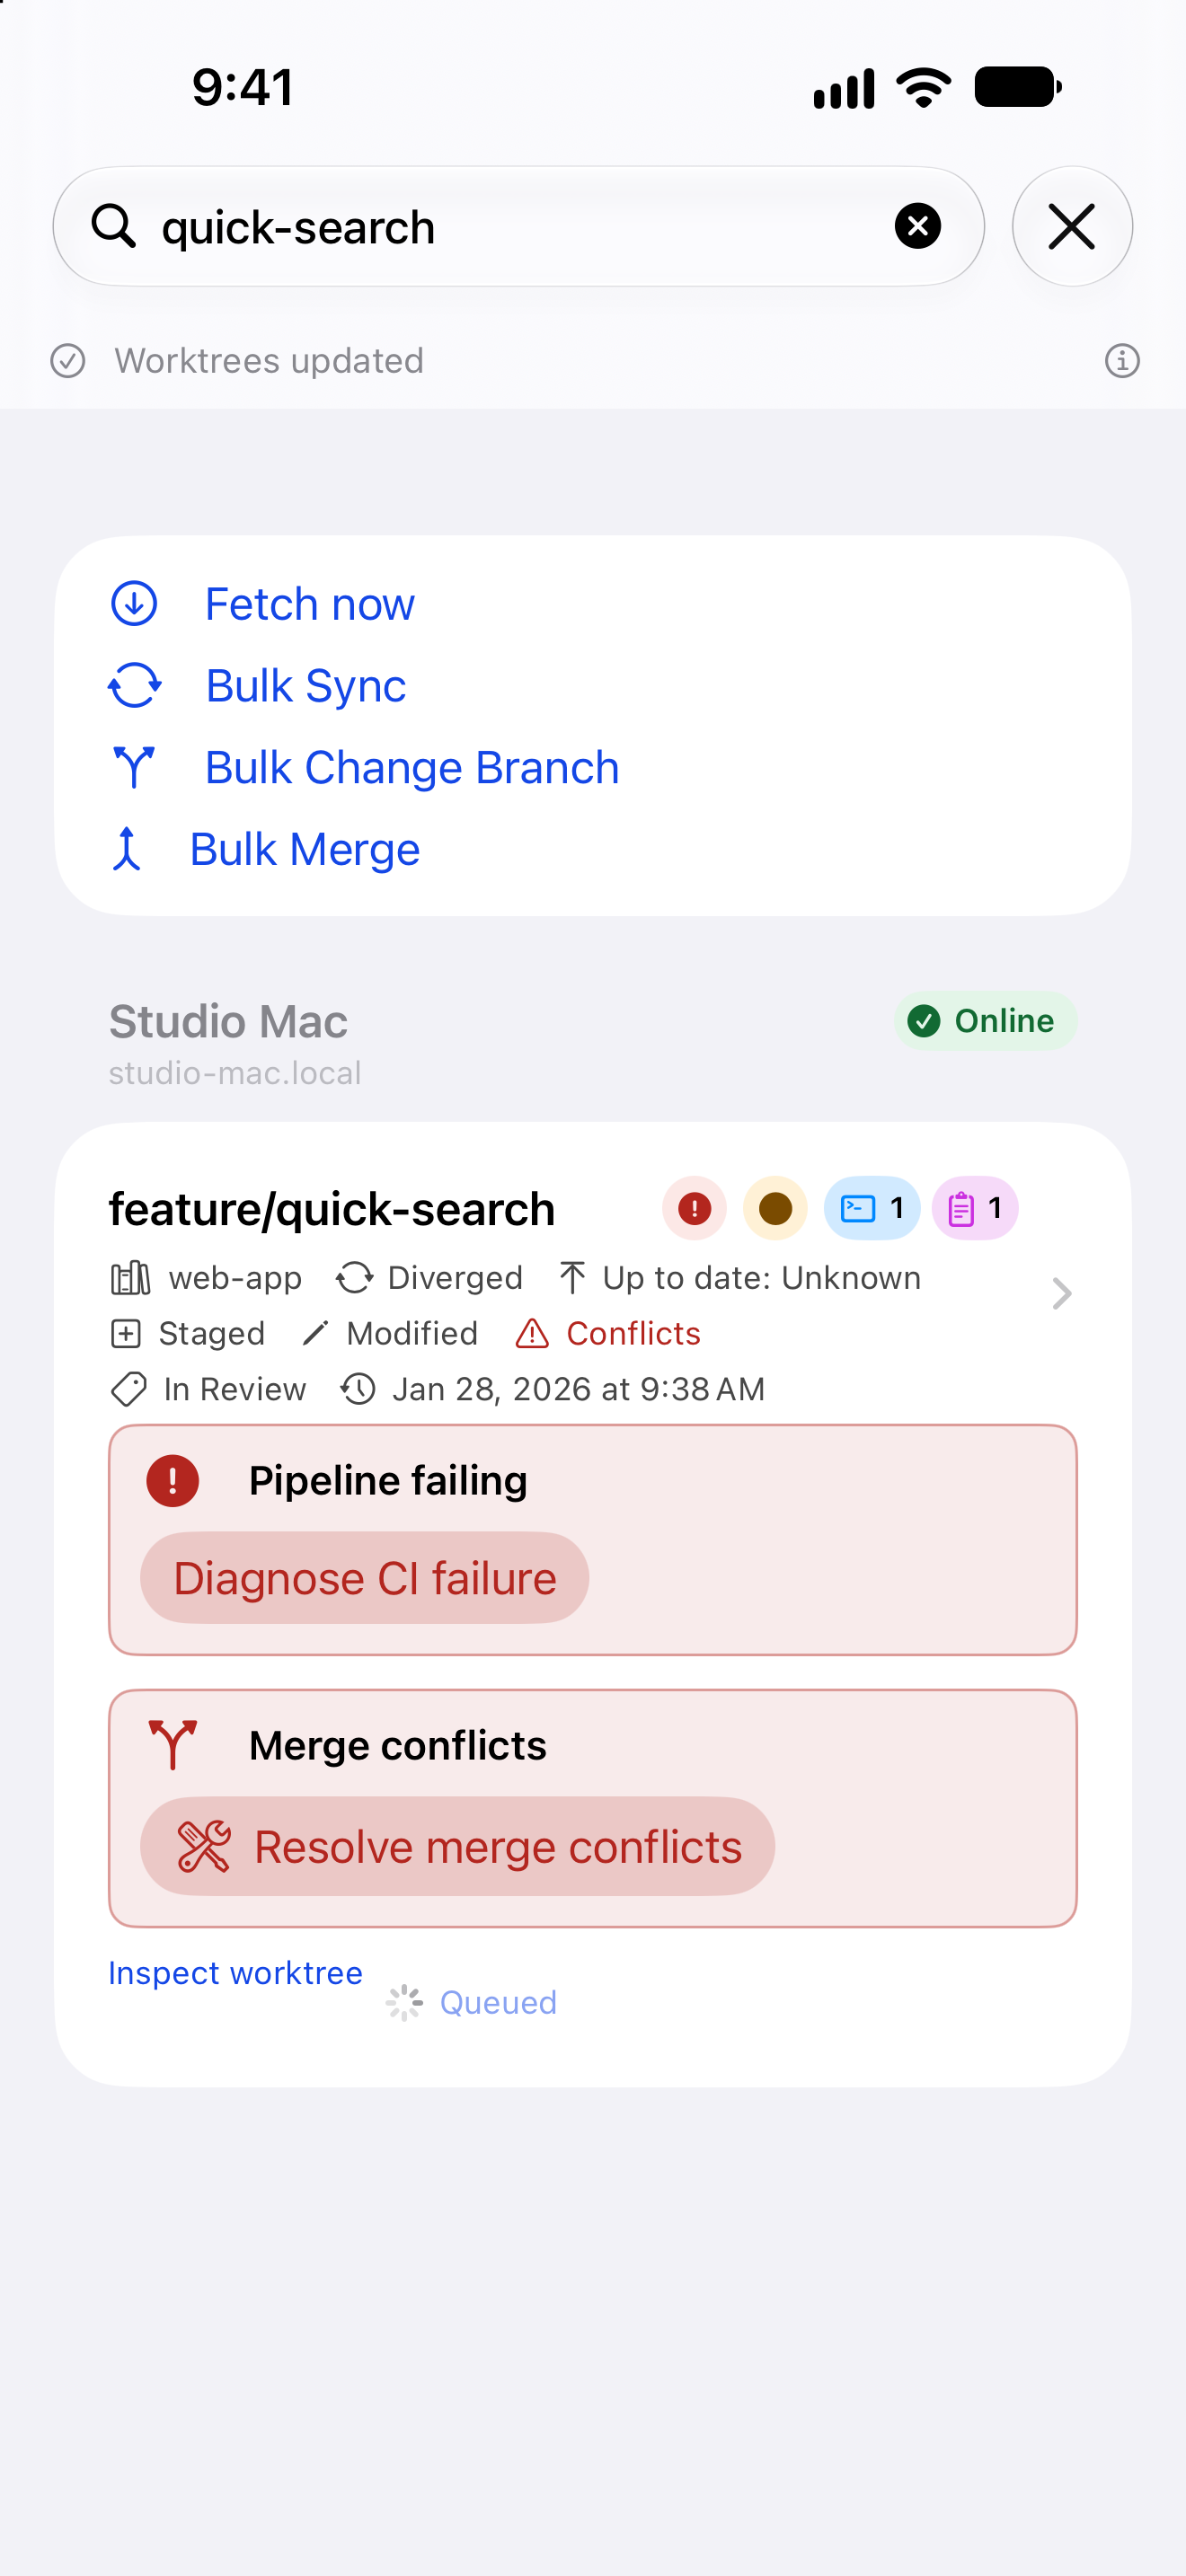 9:41
quick-search
Worktrees updated
Fetch now
Bulk Sync
Bulk Change Branch
Bulk Merge
Studio Mac
Online
studio-mac.local
feature/quick-search 1 1
web-app Diverged Up to date: Unknown
Staged Modified Conflicts
In Review Jan 28, 2026 at 9:38 AM
Pipeline failing
Diagnose CI failure
Merge conflicts
Resolve merge conflicts
Inspect worktree
Queued